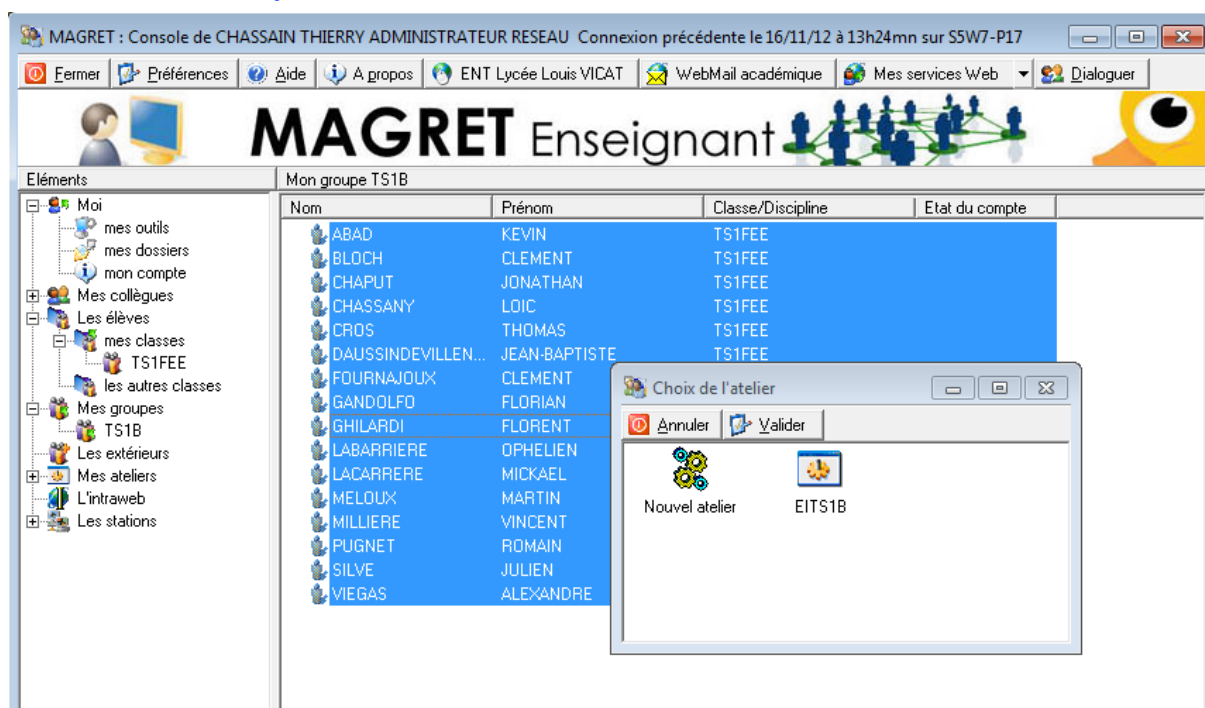 MAGRET : Console de CHASSAIN THIERRY ADMINISTRATEUR RESEAU Connexion précédente le 16/11/12 à 13h24mn sur S5W7-P17
Fermer Préférences Aide A propos ENT Lycée Louis VICAT WebMail académique Mes services Web Dialoguer
MAGRET Enseignant
Eléments Mon groupe TS1B
Moi
mes outils
mes dossiers
mon compte
Mes collègues
Les élèves
mes classes
TS1FEE
les autres classes
Mes groupes
TS1B
Les extérieurs
Mes ateliers
L'intraweb
Les stations
Nom Prénom Classe/Discipline Etat du compte
ABAD KEVIN TS1FEE
BLOCH CLEMENT TS1FEE
CHAPUT JONATHAN TS1FEE
CHASSANY LOIC TS1FEE
CROS THOMAS TS1FEE
DAUSSINDEVILLEN... JEAN-BAPTISTE TS1FEE
FOURNAJOUX CLEMENT
GANDOLFO FLORIAN
GHILARDI FLORENT
LABARRIERE OPHELIEN
LACARRERE MICKAEL
MELOUX MARTIN
MILLIERE VINCENT
PUGNET ROMAIN
SILVE JULIEN
VIEGAS ALEXANDRE
Choix de l'atelier
Annuler Valider
Nouvel atelier EITS1B